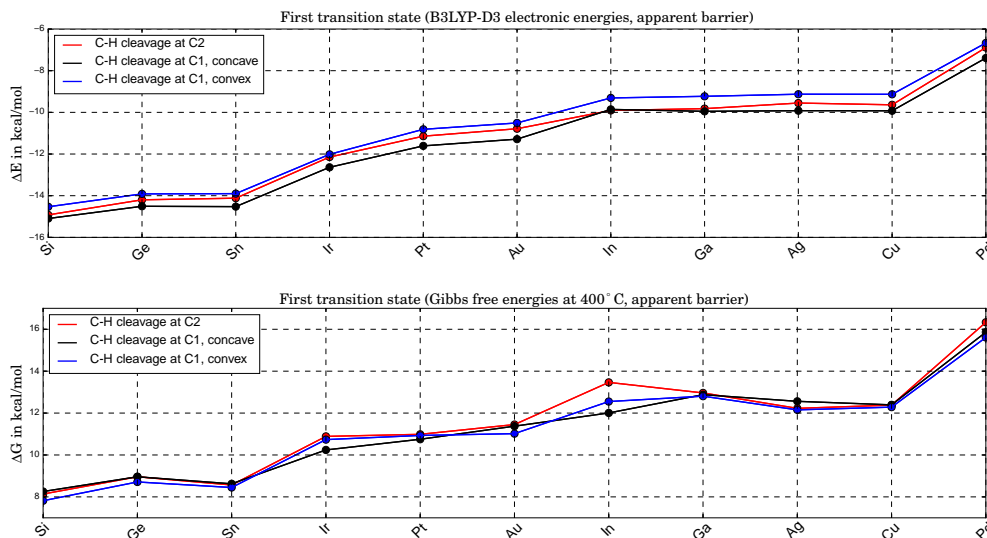 First transition state (B3LYP-D3 electronic energies, apparent barrier)
ΔE in kcal/mol
−6
−8
−10
−12
−14
−16
C-H cleavage at C2
C-H cleavage at C1, concave
C-H cleavage at C1, convex
Si Ge Sn Ir Pt Au In Ga Ag Cu
First transition state (Gibbs free energies at 400° C, apparent barrier)
ΔG in kcal/mol
16
14
12
10
8
C-H cleavage at C2
C-H cleavage at C1, concave
C-H cleavage at C1, convex
Si Ge Sn Ir Pt Au In Ga Ag Cu